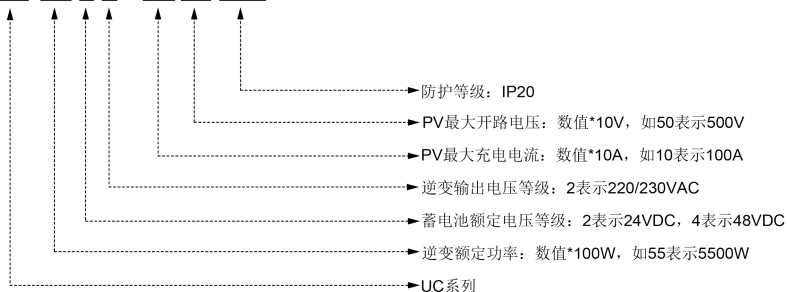 防护等级：IP20
PV最大开路电压：数值*10V，如50表示500V
PV最大充电电流：数值*10A，如10表示100A
逆变输出电压等级：2表示220/230VAC
蓄电池额定电压等级：2表示24VDC，4表示48VDC
逆变额定功率：数值*100W，如55表示5500W
UC系列